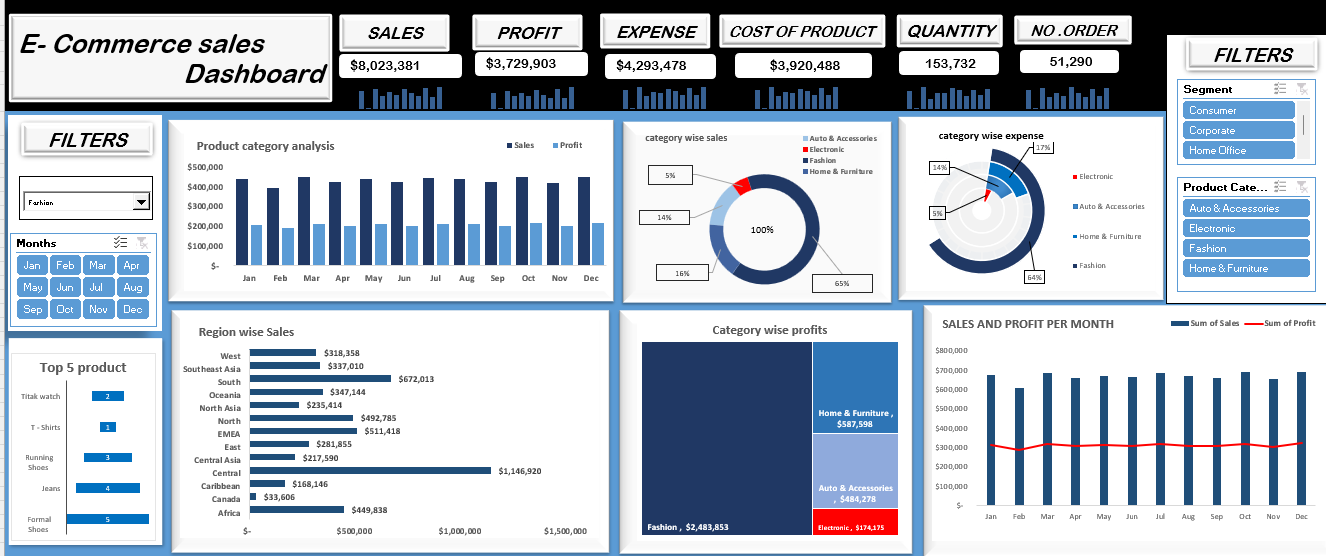 E- Commerce sales
Dashboard
SALES
$8,023,381
PROFIT
$3,729,903
EXPENSE
$4,293,478
COST OF PRODUCT
$3,920,488
QUANTITY
153,732
NO .ORDER
51,290
FILTERS
Segment
Consumer
Corporate
Home Office
Product Cate...
Auto & Accessories
Electronic
Fashion
Home & Furniture
FILTERS
Fashion
Months
Jan Feb Mar Apr
May Jun Jul Aug
Sep Oct Nov Dec
Product category analysis
Sales Profit
$500,000
$400,000
$300,000
$200,000
$100,000
$-
Jan Feb Mar Apr May Jun Jul Aug Sep Oct Nov Dec
category wise sales
Auto & Accessories
Electronic
Fashion
Home & Furniture
5%
14%
16%
65%
100%
category wise expense
17%
14%
5%
64%
Electronic
Auto & Accessories
Home & Furniture
Fashion
Top 5 product
Titak watch 2
T - Shirts 1
Running
Shoes 3
Jeans 4
Formal
Shoes 5
Region wise Sales
West $318,358
Southeast Asia $337,010
South $672,013
Oceania $347,144
North Asia $235,414
North $492,785
EMEA $511,418
East $281,855
Central Asia $217,590
Central $1,146,920
Caribbean $168,146
Canada $33,606
Africa $449,838
$- $500,000 $1,000,000 $1,500,000
Category wise profits
Fashion , $2,483,853
Home & Furniture ,
$587,598
Auto & Accessories
, $484,278
Electronic , $174,175
SALES AND PROFIT PER MONTH
Sum of Sales Sum of Profit
$800,000
$700,000
$600,000
$500,000
$400,000
$300,000
$200,000
$100,000
$-
Jan Feb Mar Apr May Jun Jul Aug Sep Oct Nov Dec